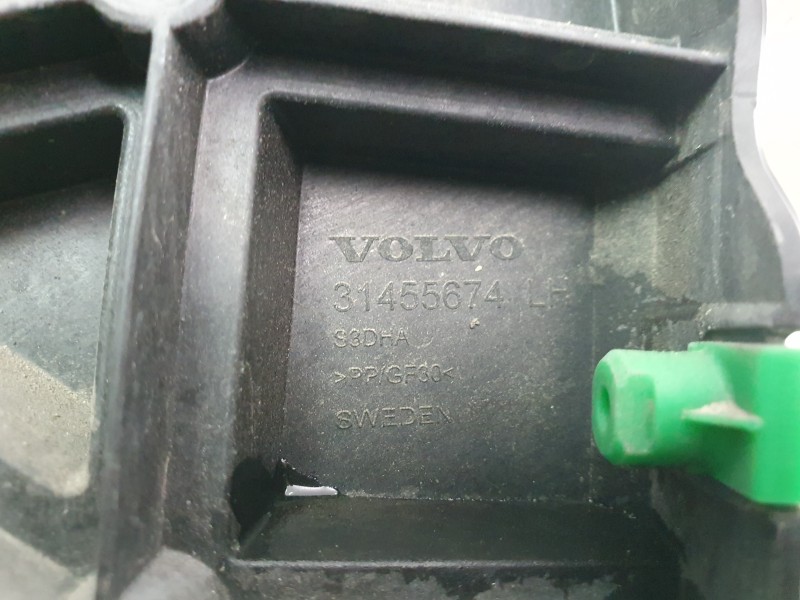 VOLVO
31455674 LH
S3DHA
>PP/GF30<
SWEDEN